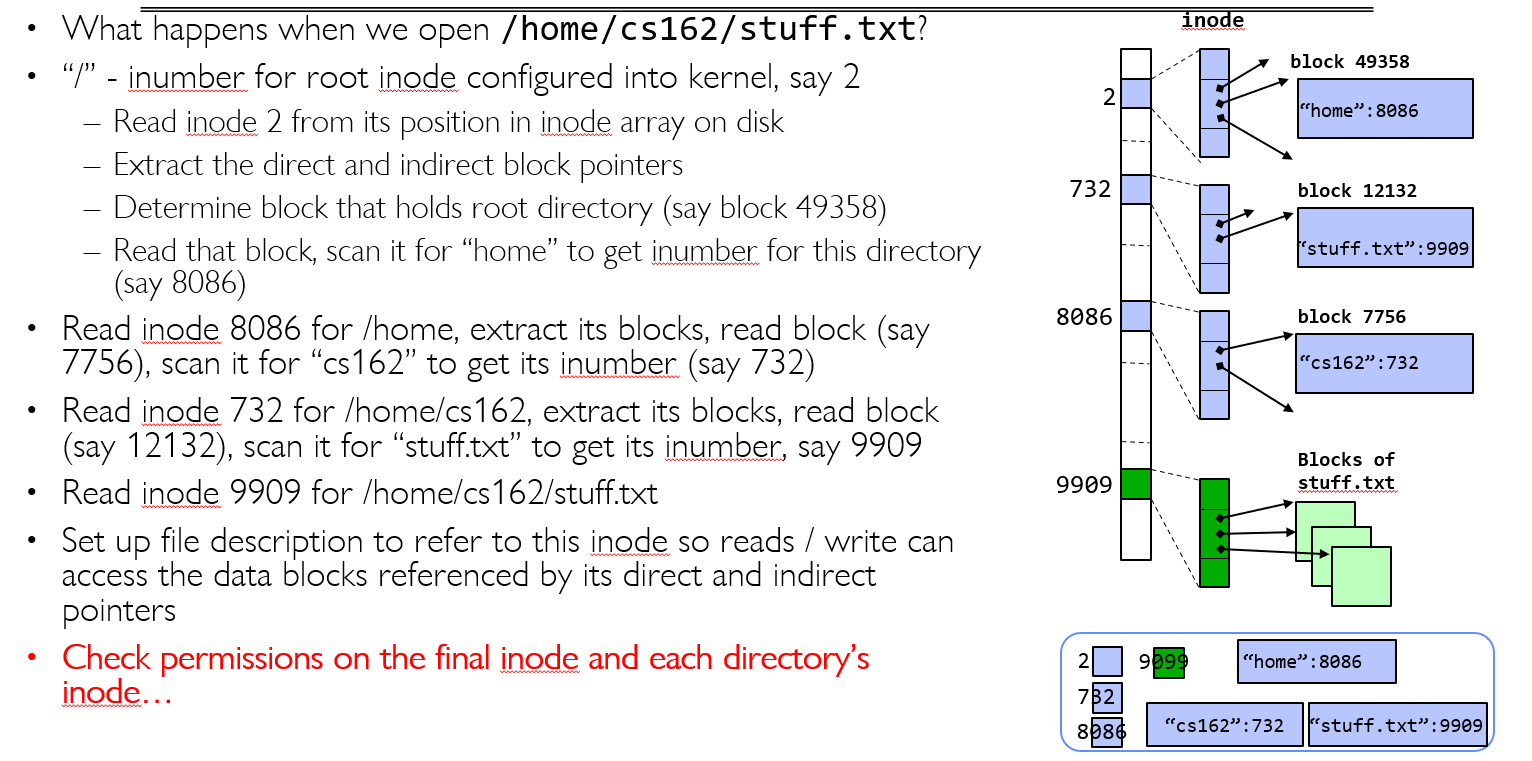 • What happens when we open /home/cs162/stuff.txt?
• “/” - inumber for root inode configured into kernel, say 2
– Read inode 2 from its position in inode array on disk
– Extract the direct and indirect block pointers
– Determine block that holds root directory (say block 49358)
– Read that block, scan it for “home” to get inumber for this directory
(say 8086)
• Read inode 8086 for /home, extract its blocks, read block (say
7756), scan it for “cs162” to get its inumber (say 732)
• Read inode 732 for /home/cs162, extract its blocks, read block
(say 12132), scan it for “stuff.txt” to get its inumber, say 9909
• Read inode 9909 for /home/cs162/stuff.txt
• Set up file description to refer to this inode so reads / write can
access the data blocks referenced by its direct and indirect
pointers
• Check permissions on the final inode and each directory’s
inode…
inode
block 49358
2
“home”:8086
732
block 12132
“stuff.txt”:9909
8086
block 7756
“cs162”:732
9909
Blocks of
stuff.txt
2
9099
“home”:8086
732
8086
“cs162”:732
“stuff.txt”:9909